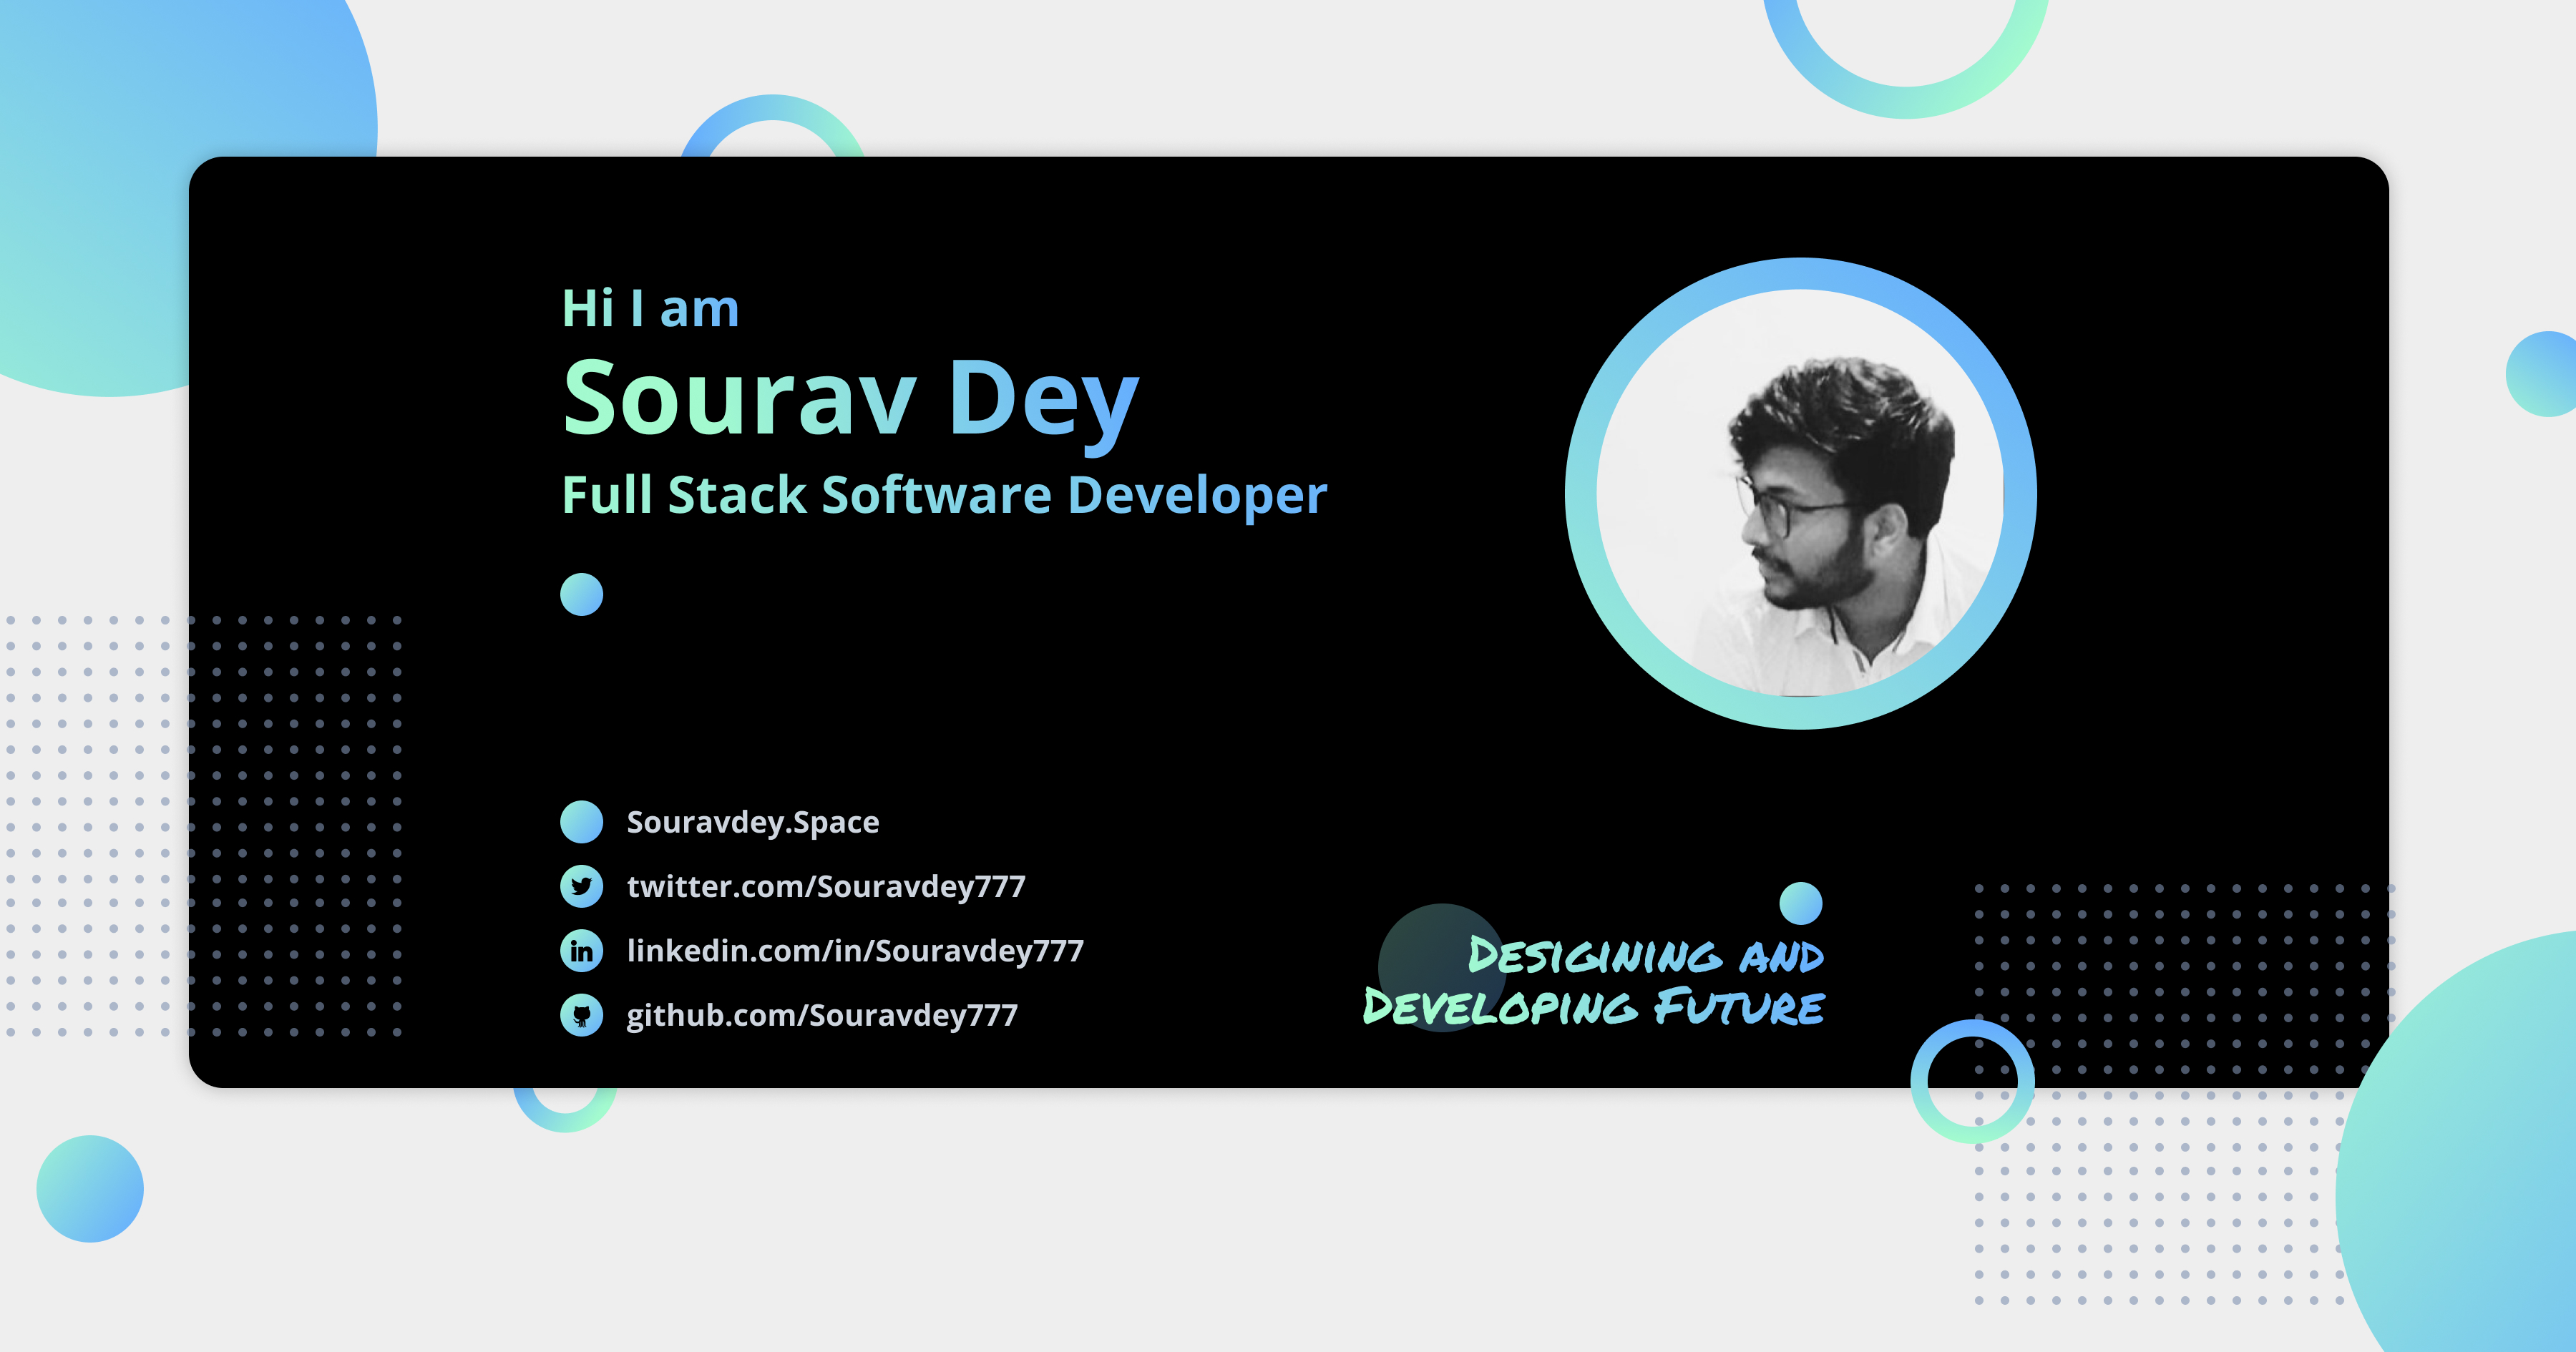 Hi I am
Sourav Dey
Full Stack Software Developer
Souravdey.Space
twitter.com/Souravdey777
linkedin.com/in/Souravdey777
github.com/Souravdey777
Desigining and
Developing Future